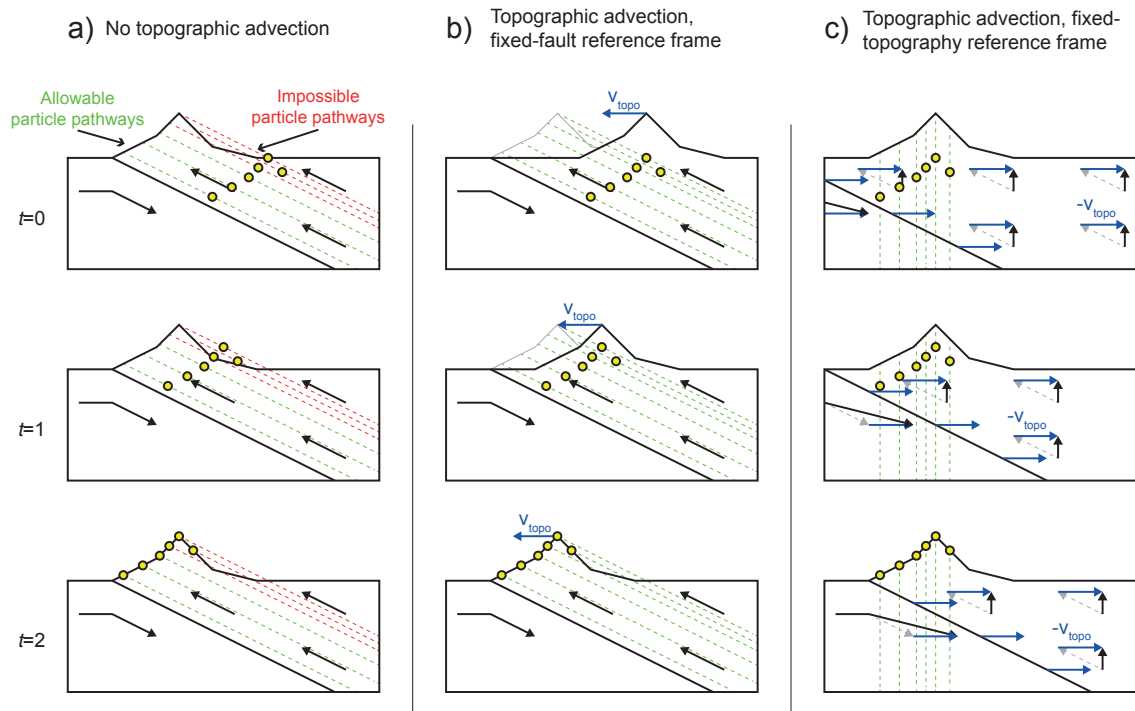 a) No topographic advection
b) Topographic advection,
fixed-fault reference frame
c) Topographic advection, fixed-
topography reference frame
Allowable
particle pathways
Impossible
particle pathways
v_topo
t=0
-v_topo
v_topo
t=1
-v_topo
v_topo
t=2
-v_topo